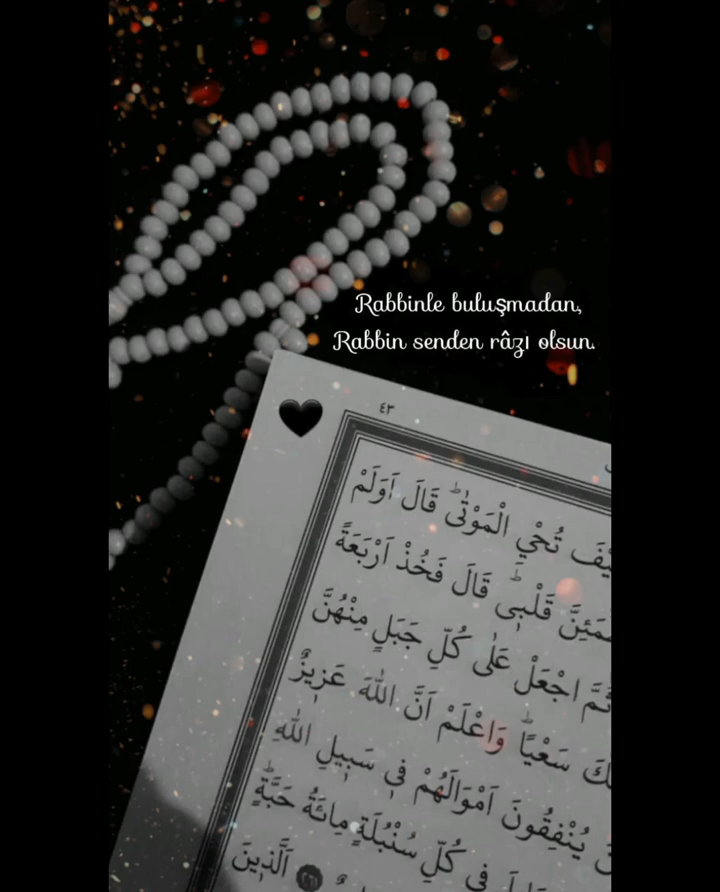 Rabbinle buluşmadan,
Rabbin senden râzı olsun.
٤٣
تُحْيِ الْمَوْتٰىۜ قَالَ اَوَلَمْ
قَلْب۪يۜ قَالَ فَخُذْ اَرْبَعَةً
اجْعَلْ عَلٰى كُلِّ جَبَلٍ مِنْهُنَّ
سَعْيًاۜ وَاعْلَمْ اَنَّ اللّٰهَ عَز۪يزٌ
يُنْفِقُونَ اَمْوَالَهُمْ ف۪ي سَب۪يلِ اللّٰهِ
ف۪ي كُلِّ سُنْبُلَةٍ مِائَةُ حَبَّةٍۜ
اَلَّذ۪ينَ